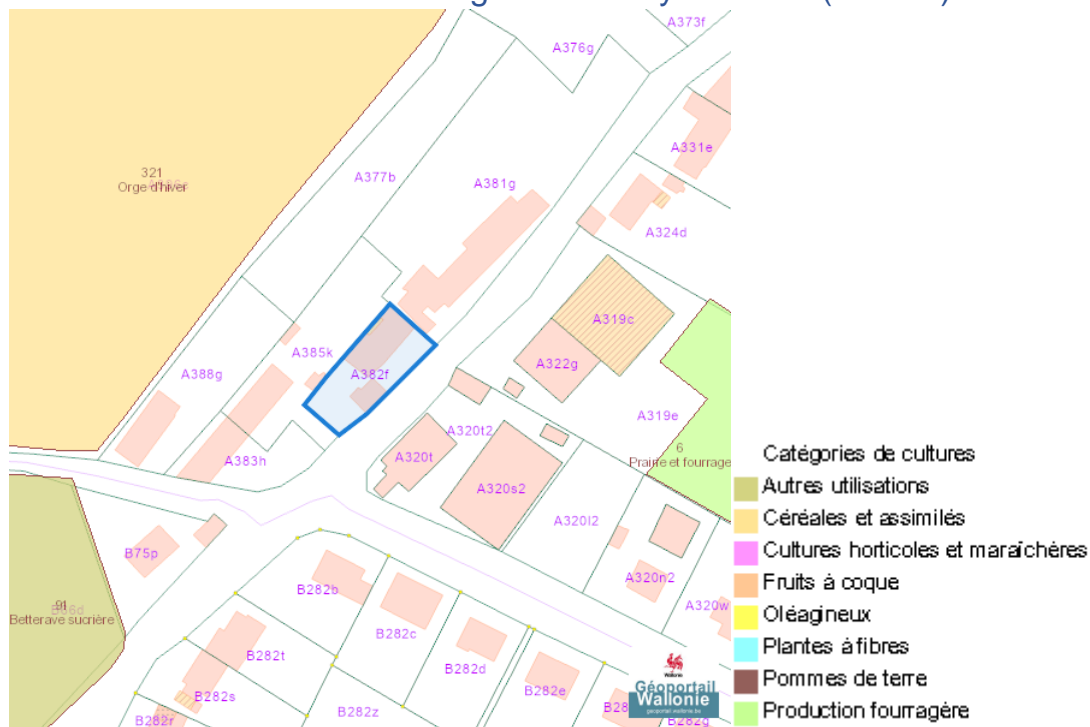 A373f
A376g
A331e
321
Orge d'hiver
A377b
A381g
A324d
A319c
A385k
A322g
A388g
A382f
A319e
A320t2
6
Prairie et fourrage
A320t
A383h
A320s2
A320l2
B75p
A320n2
B282b
A320w
91
Betterave sucrière
B282c
B282t
B282d
B282e
B282s
B282r
B282z
B282g
Wallonie
Géoportail
Wallonie
geoportail.wallonie.be
Catégories de cultures
Autres utilisations
Céréales et assimilés
Cultures horticoles et maraîchères
Fruits à coque
Oléagineux
Plantes à fibres
Pommes de terre
Production fourragère